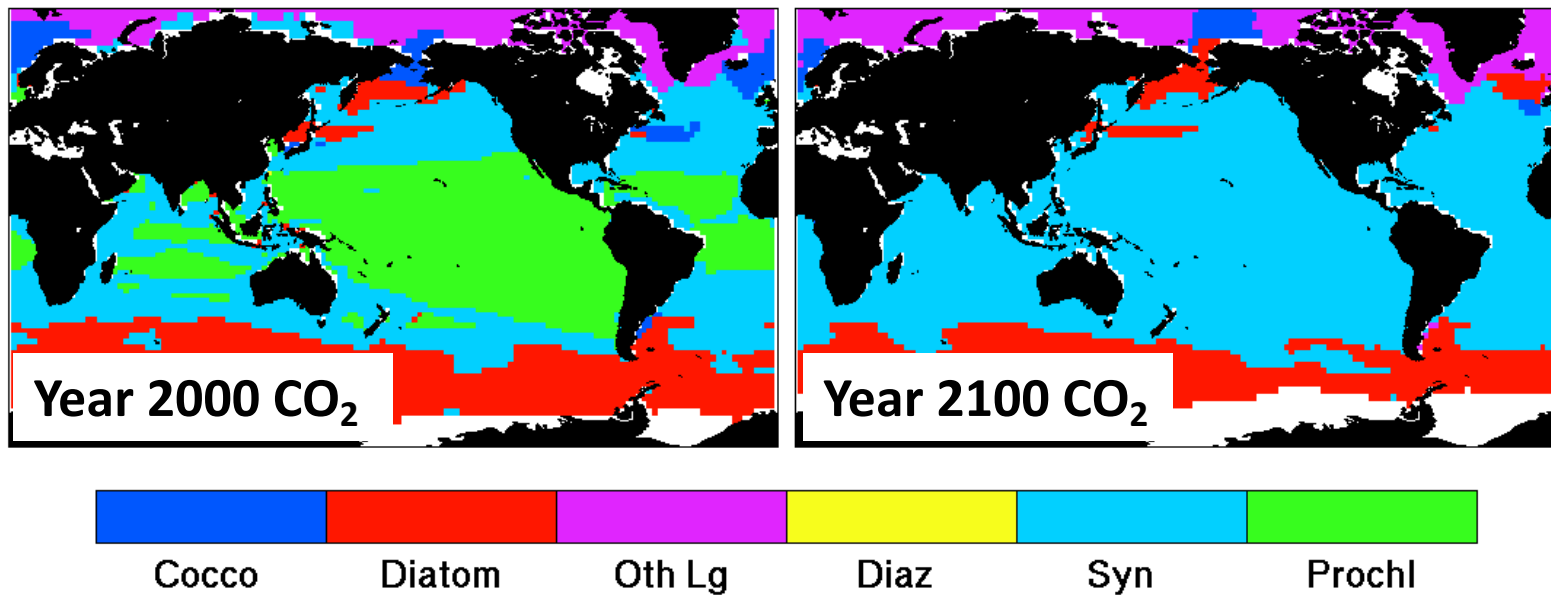 Year 2000 CO₂
Year 2100 CO₂
Cocco
Diatom
Oth Lg
Diaz
Syn
Prochl